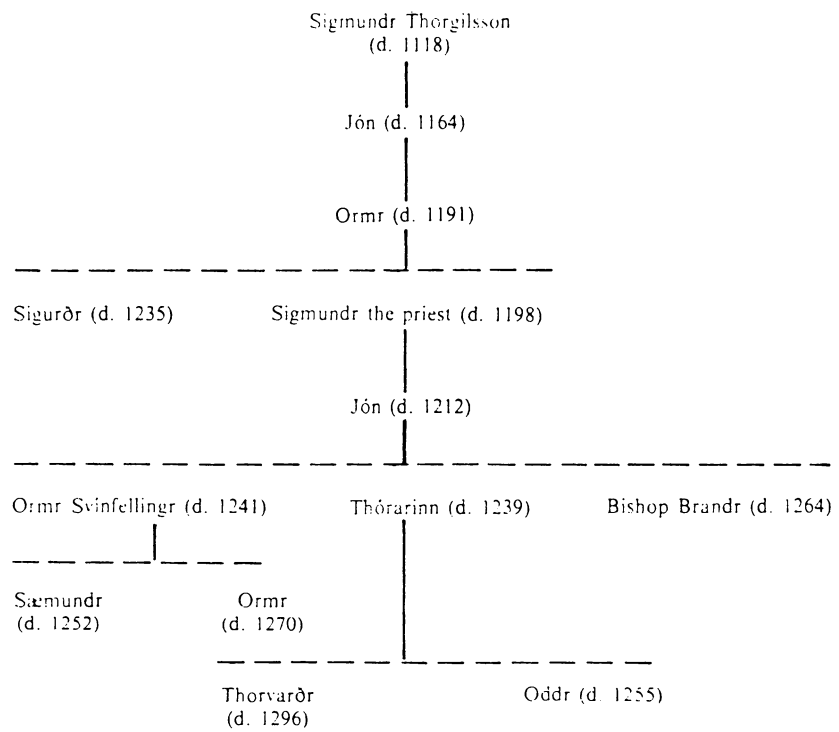 Sigmundr Thorgilsson
(d. 1118)
Jón (d. 1164)
Ormr (d. 1191)
Sigurðr (d. 1235)
Sigmundr the priest (d. 1198)
Jón (d. 1212)
Ormr Svínfellingr (d. 1241)
Thórarinn (d. 1239)
Bishop Brandr (d. 1264)
Sæmundr
(d. 1252)
Ormr
(d. 1270)
Thorvarðr
(d. 1296)
Oddr (d. 1255)